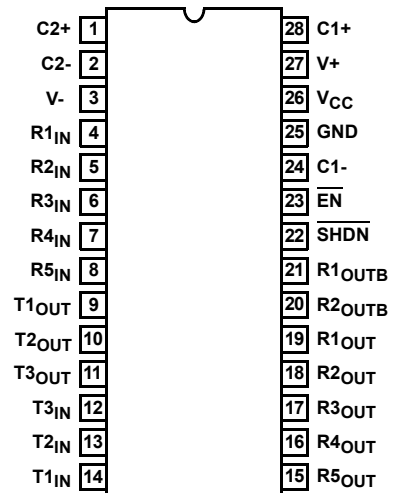 C2+ 1 28 C1+
C2- 2 27 V+
V- 3 26 VCC
R1IN 4 25 GND
R2IN 5 24 C1-
R3IN 6 23 EN
R4IN 7 22 SHDN
R5IN 8 21 R1OUTB
T1OUT 9 20 R2OUTB
T2OUT 10 19 R1OUT
T3OUT 11 18 R2OUT
T3IN 12 17 R3OUT
T2IN 13 16 R4OUT
T1IN 14 15 R5OUT